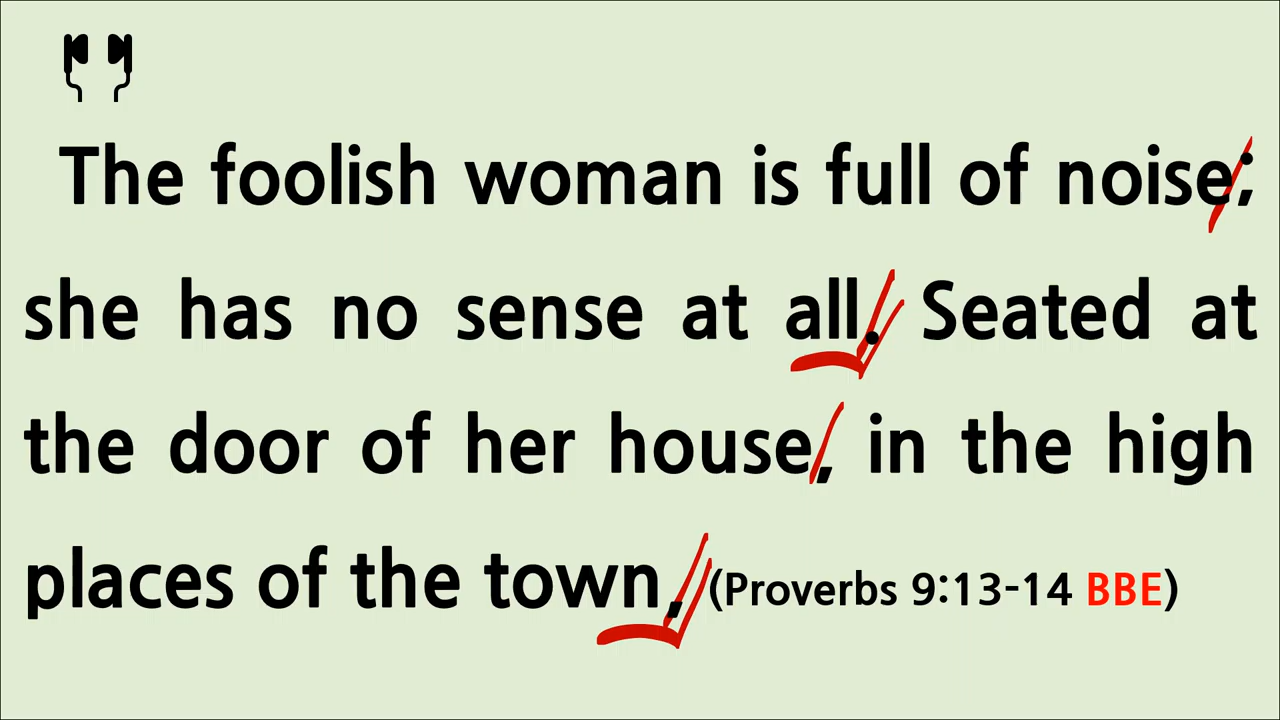 The foolish woman is full of noise;
she has no sense at all. Seated at
the door of her house, in the high
places of the town, (Proverbs 9:13-14 BBE)